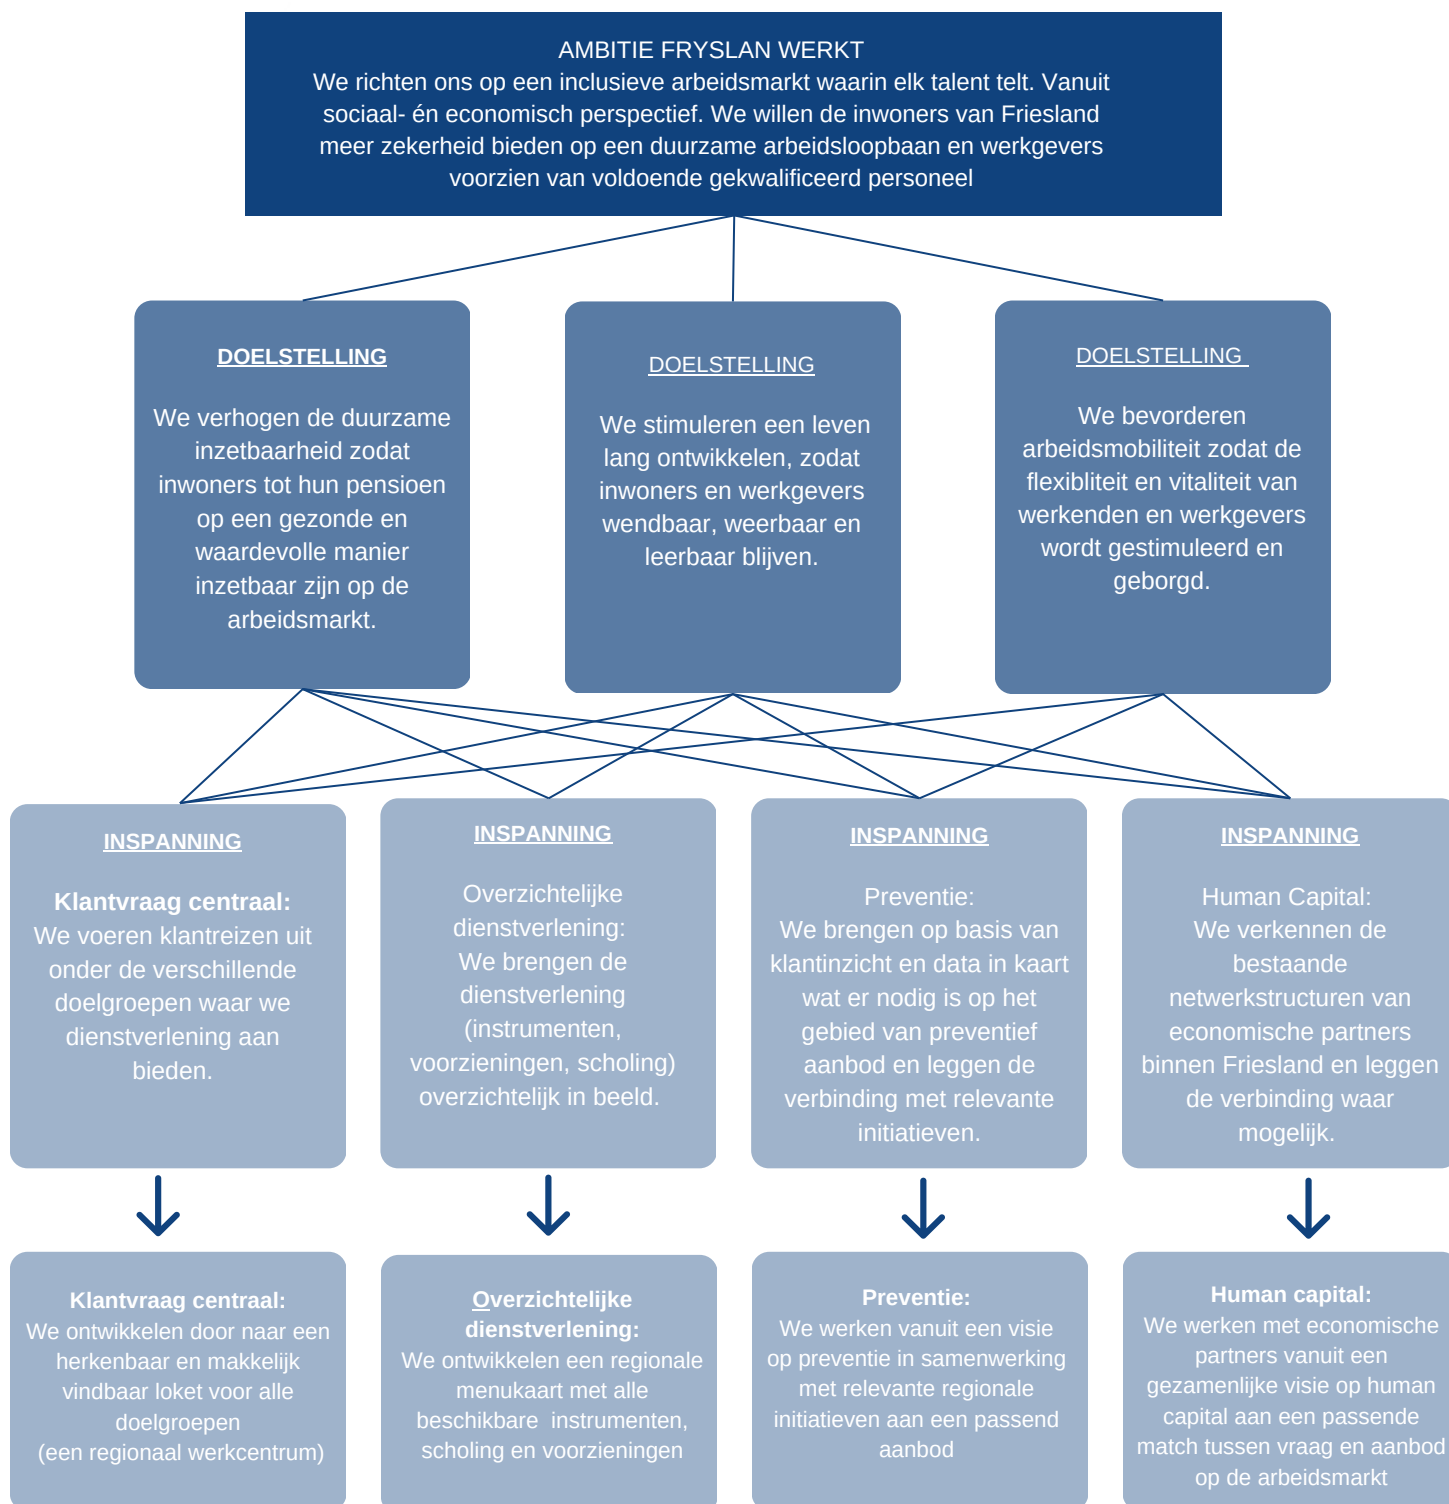 AMBITIE FRYSLAN WERKT
We richten ons op een inclusieve arbeidsmarkt waarin elk talent telt. Vanuit
sociaal- én economisch perspectief. We willen de inwoners van Friesland
meer zekerheid bieden op een duurzame arbeidsloopbaan en werkgevers
voorzien van voldoende gekwalificeerd personeel
DOELSTELLING
We verhogen de duurzame
inzetbaarheid zodat
inwoners tot hun pensioen
op een gezonde en
waardevolle manier
inzetbaar zijn op de
arbeidsmarkt.
DOELSTELLING
We stimuleren een leven
lang ontwikkelen, zodat
inwoners en werkgevers
wendbaar, weerbaar en
leerbaar blijven.
DOELSTELLING
We bevorderen
arbeidsmobiliteit zodat de
flexibliteit en vitaliteit van
werkenden en werkgevers
wordt gestimuleerd en
geborgd.
INSPANNING
Klantvraag centraal:
We voeren klantreizen uit
onder de verschillende
doelgroepen waar we
dienstverlening aan
bieden.
INSPANNING
Overzichtelijke
dienstverlening:
We brengen de
dienstverlening
(instrumenten,
voorzieningen, scholing)
overzichtelijk in beeld.
INSPANNING
Preventie:
We brengen op basis van
klantinzicht en data in kaart
wat er nodig is op het
gebied van preventief
aanbod en leggen de
verbinding met relevante
initiatieven.
INSPANNING
Human Capital:
We verkennen de
bestaande
netwerkstructuren van
economische partners
binnen Friesland en leggen
de verbinding waar
mogelijk.
Klantvraag centraal:
We ontwikkelen door naar een
herkenbaar en makkelijk
vindbaar loket voor alle
doelgroepen
(een regionaal werkcentrum)
Overzichtelijke
dienstverlening:
We ontwikkelen een regionale
menukaart met alle
beschikbare  instrumenten,
scholing en voorzieningen
Preventie:
We werken vanuit een visie
op preventie in samenwerking
met relevante regionale
initiatieven aan een passend
aanbod
Human capital:
We werken met economische
partners vanuit een
gezamenlijke visie op human
capital aan een passende
match tussen vraag en aanbod
op de arbeidsmarkt